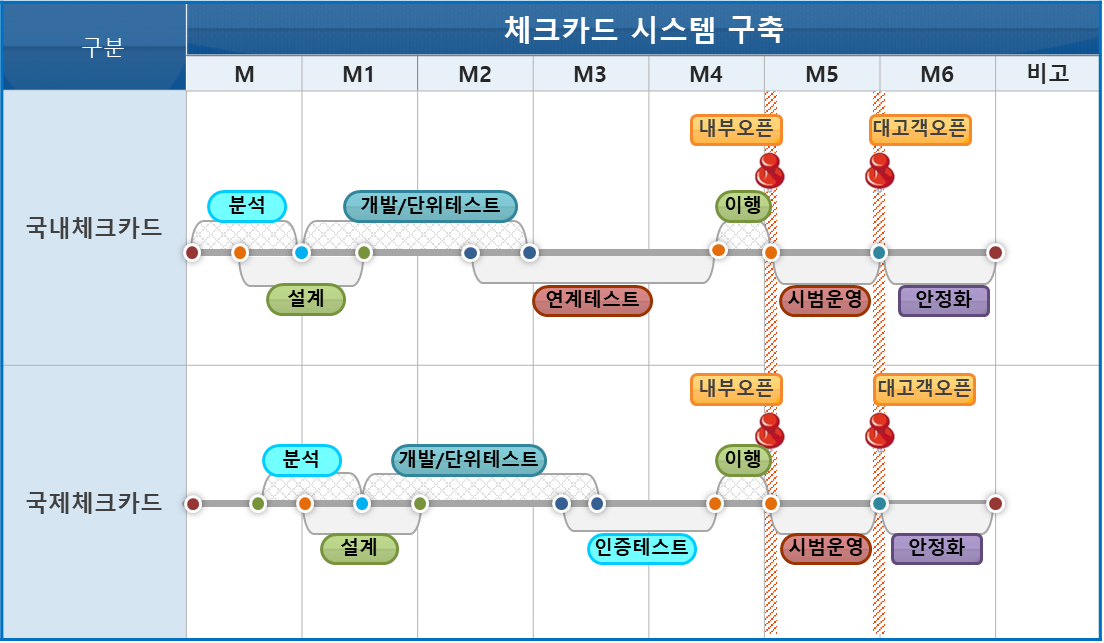 구분
체크카드 시스템 구축
M
M1
M2
M3
M4
M5
M6
비고
내부오픈
대고객오픈
국내체크카드
분석
개발/단위테스트
이행
설계
연계테스트
시범운영
안정화
내부오픈
대고객오픈
국제체크카드
분석
개발/단위테스트
이행
설계
인증테스트
시범운영
안정화